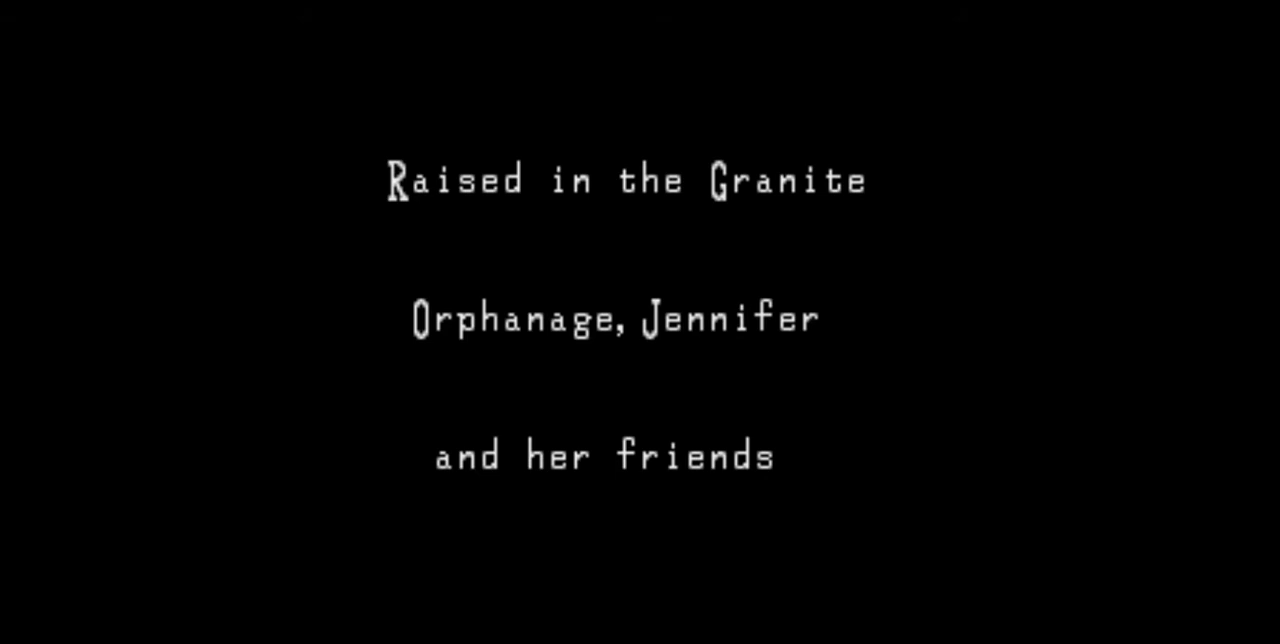 Raised in the Granite
Orphanage, Jennifer
and her friends